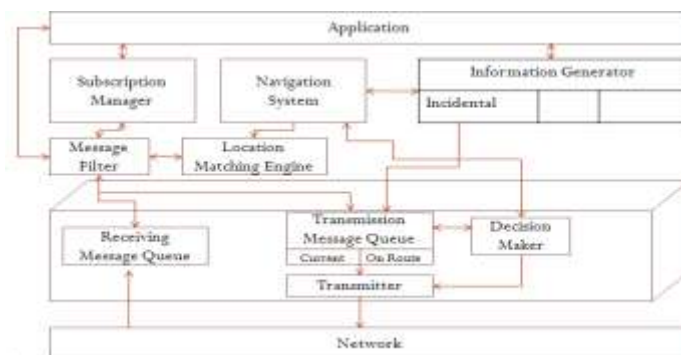 Application
Subscription
Manager
Navigation
System
Information Generator
Incidental
Message
Filter
Location
Matching Engine
Transmission
Message Queue
Current
On Route
Receiving
Message Queue
Decision
Maker
Transmitter
Network